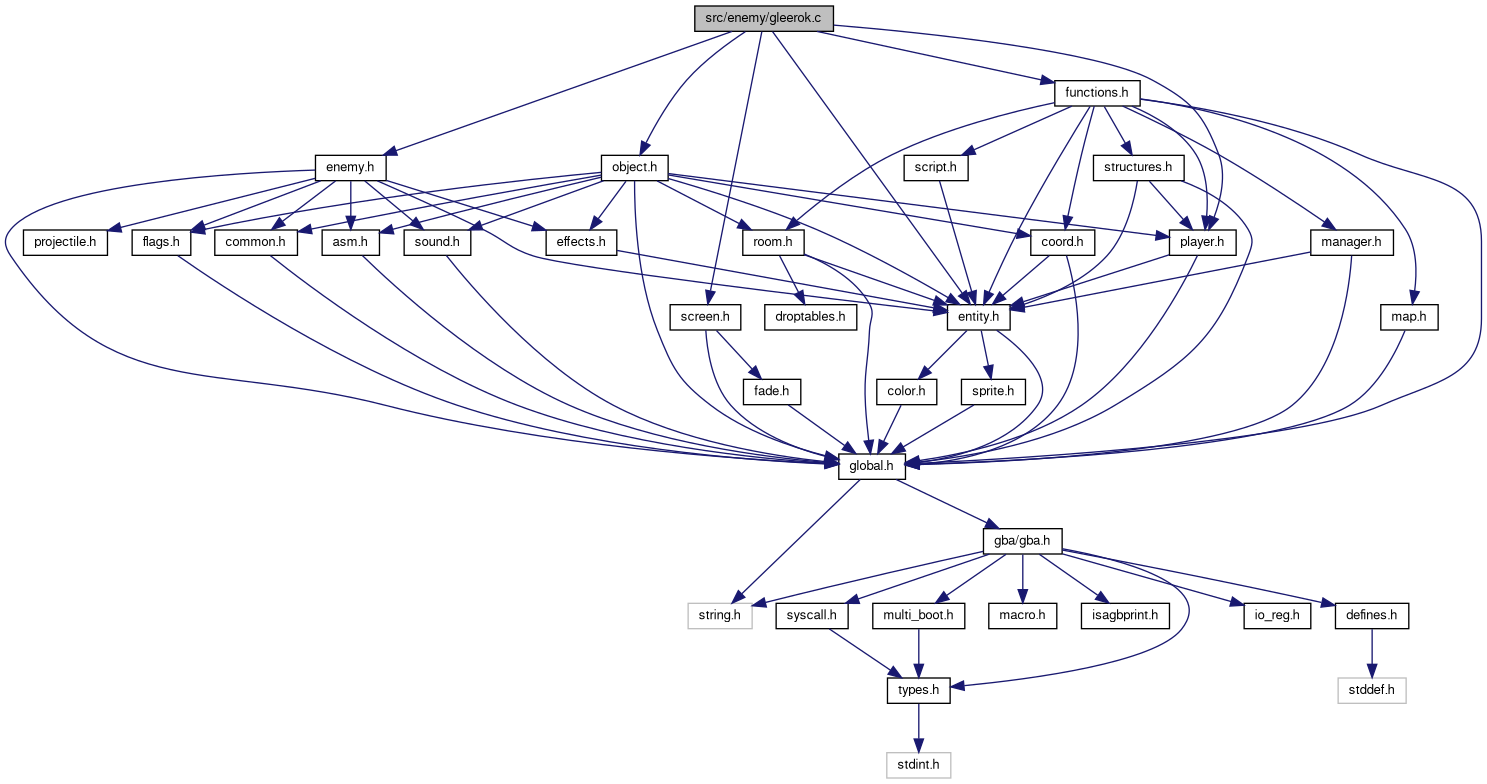 src/enemy/gleerok.c
functions.h
enemy.h
object.h
script.h
structures.h
projectile.h
flags.h
common.h
asm.h
sound.h
effects.h
room.h
coord.h
player.h
manager.h
screen.h
droptables.h
entity.h
map.h
fade.h
color.h
sprite.h
global.h
gba/gba.h
string.h
syscall.h
multi_boot.h
macro.h
isagbprint.h
io_reg.h
defines.h
types.h
stddef.h
stdint.h